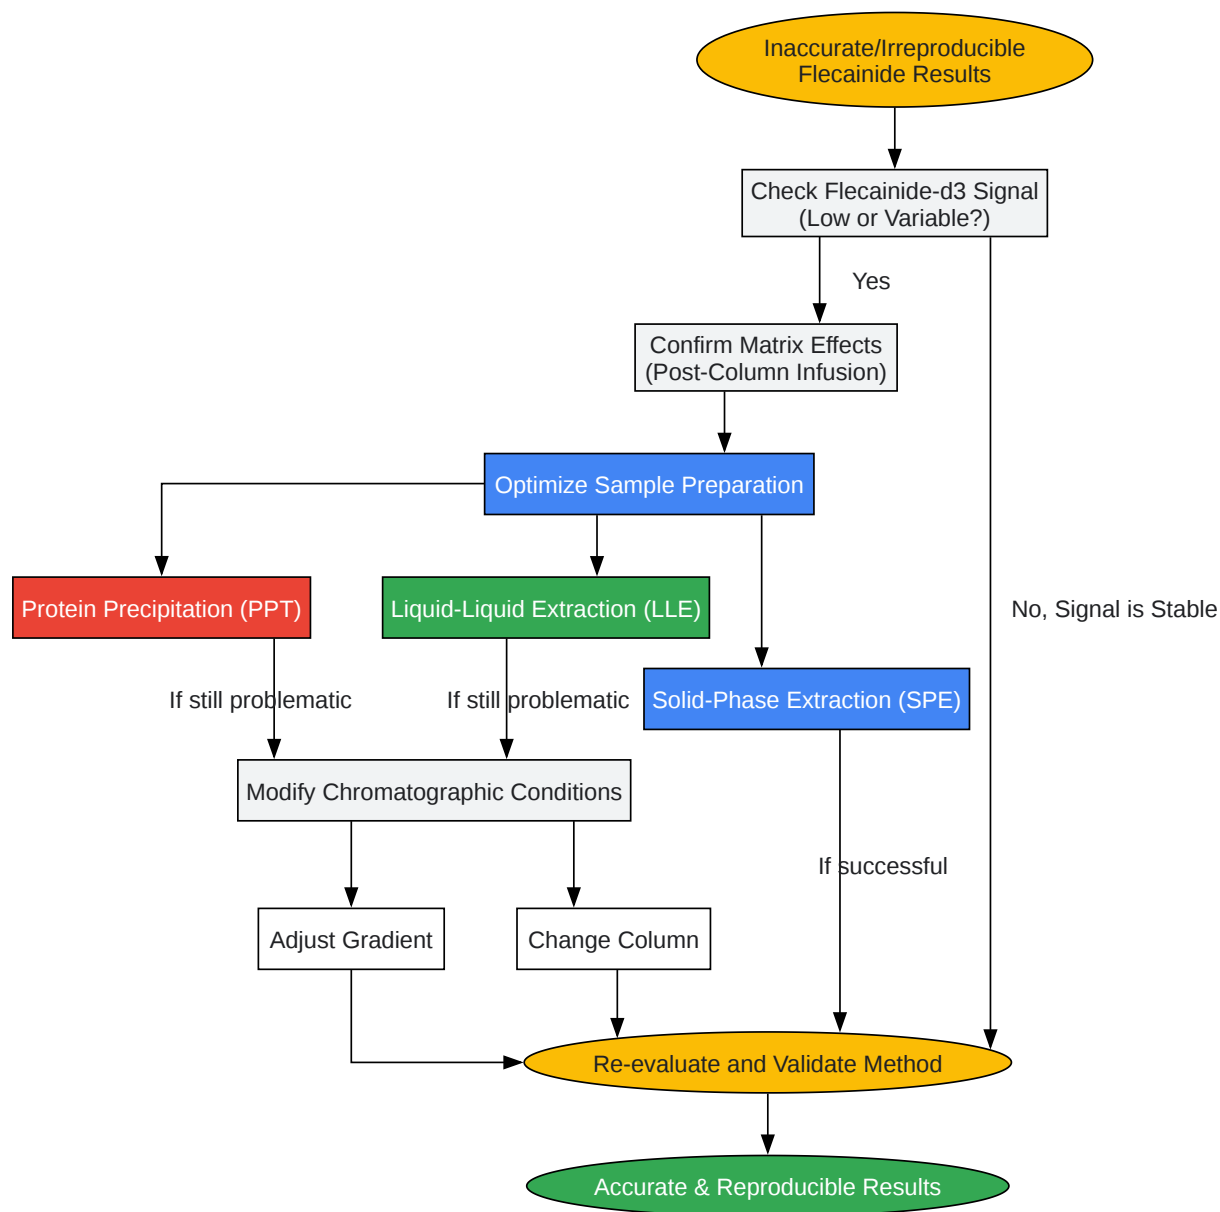 Inaccurate/Irreproducible
Flecainide Results
Check Flecainide-d3 Signal
(Low or Variable?)
Yes
Confirm Matrix Effects
(Post-Column Infusion)
Optimize Sample Preparation
Protein Precipitation (PPT)
Liquid-Liquid Extraction (LLE)
No, Signal is Stable
If still problematic
If still problematic
Solid-Phase Extraction (SPE)
Modify Chromatographic Conditions
If successful
Adjust Gradient
Change Column
Re-evaluate and Validate Method
Accurate & Reproducible Results